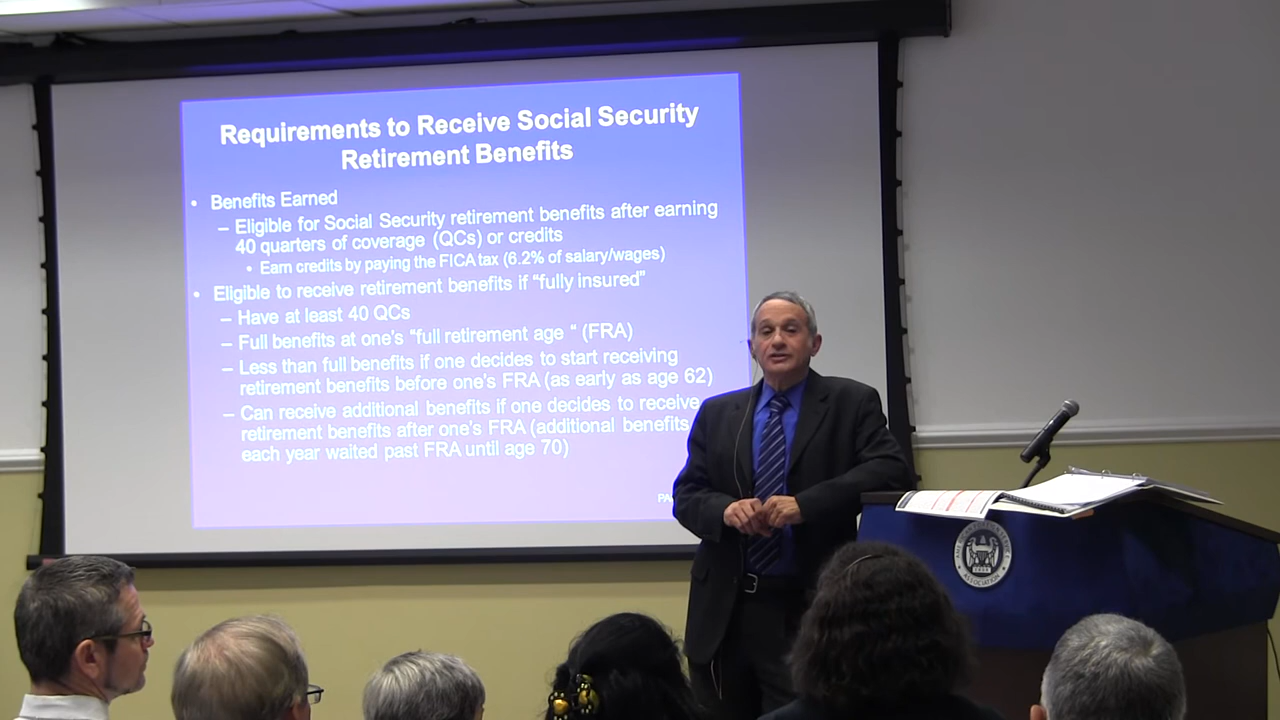 Requirements to Receive Social Security
Retirement Benefits
• Benefits Earned
– Eligible for Social Security retirement benefits after earning
40 quarters of coverage (QCs) or credits
• Earn credits by paying the FICA tax (6.2% of salary/wages)
• Eligible to receive retirement benefits if “fully insured”
– Have at least 40 QCs
– Full benefits at one's “full retirement age “ (FRA)
– Less than full benefits if one decides to start receiving
retirement benefits before one's FRA (as early as age 62)
– Can receive additional benefits if one decides to receive
retirement benefits after one's FRA (additional benefits
each year waited past FRA until age 70)
ASSOCIATION